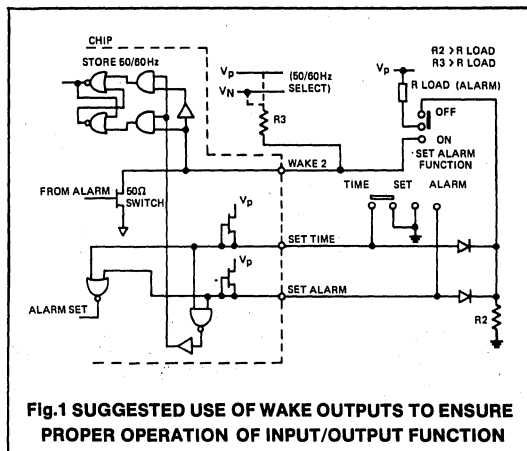 CHIP
STORE 50/60Hz
Vp
VN
(50/60Hz
SELECT)
R3
R2 > R LOAD
R3 > R LOAD
Vp
R LOAD (ALARM)
OFF
ON
SET ALARM
FUNCTION
WAKE 2
FROM ALARM
50Ω
SWITCH
TIME SET ALARM
Vp
SET TIME
Vp
SET ALARM
ALARM SET
R2
Fig.1 SUGGESTED USE OF WAKE OUTPUTS TO ENSURE
PROPER OPERATION OF INPUT/OUTPUT FUNCTION